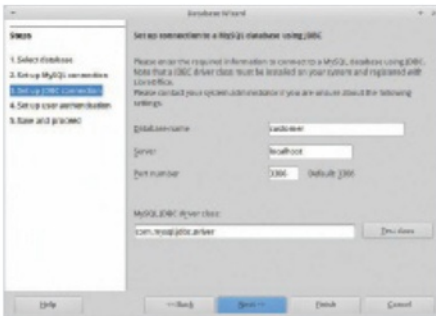 Database Wizard
Steps
1. Select database
2. Set up MySQL connection
3. Set up JDBC connection
4. Set up user authentication
5. Save and proceed
Set up connection to a MySQL database using JDBC
Please enter the required information to connect to a MySQL database using JDBC.
Note that a JDBC driver class must be installed on your system and registered with
LibreOffice.
Please contact your system administrator if you are unsure about the following
settings.
Database name
customer
Server
localhost
Port number
3306
Default: 3306
MySQL JDBC driver class:
com.mysql.jdbc.Driver
Test class
Help
<< Back
Next >>
Finish
Cancel